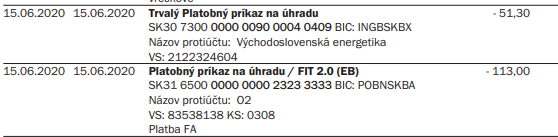 15.06.2020 15.06.2020 Trvalý Platobný príkaz na úhradu - 51,30
SK30 7300 0000 0090 0004 0409 BIC: INGBSKBX
Názov protiúčtu: Východoslovenská energetika
VS: 2122324604
15.06.2020 15.06.2020 Platobný príkaz na úhradu / FIT 2.0 (EB) - 113,00
SK31 6500 0000 0000 2323 3333 BIC: POBNSKBA
Názov protiúčtu: O2
VS: 83538138 KS: 0308
Platba FA